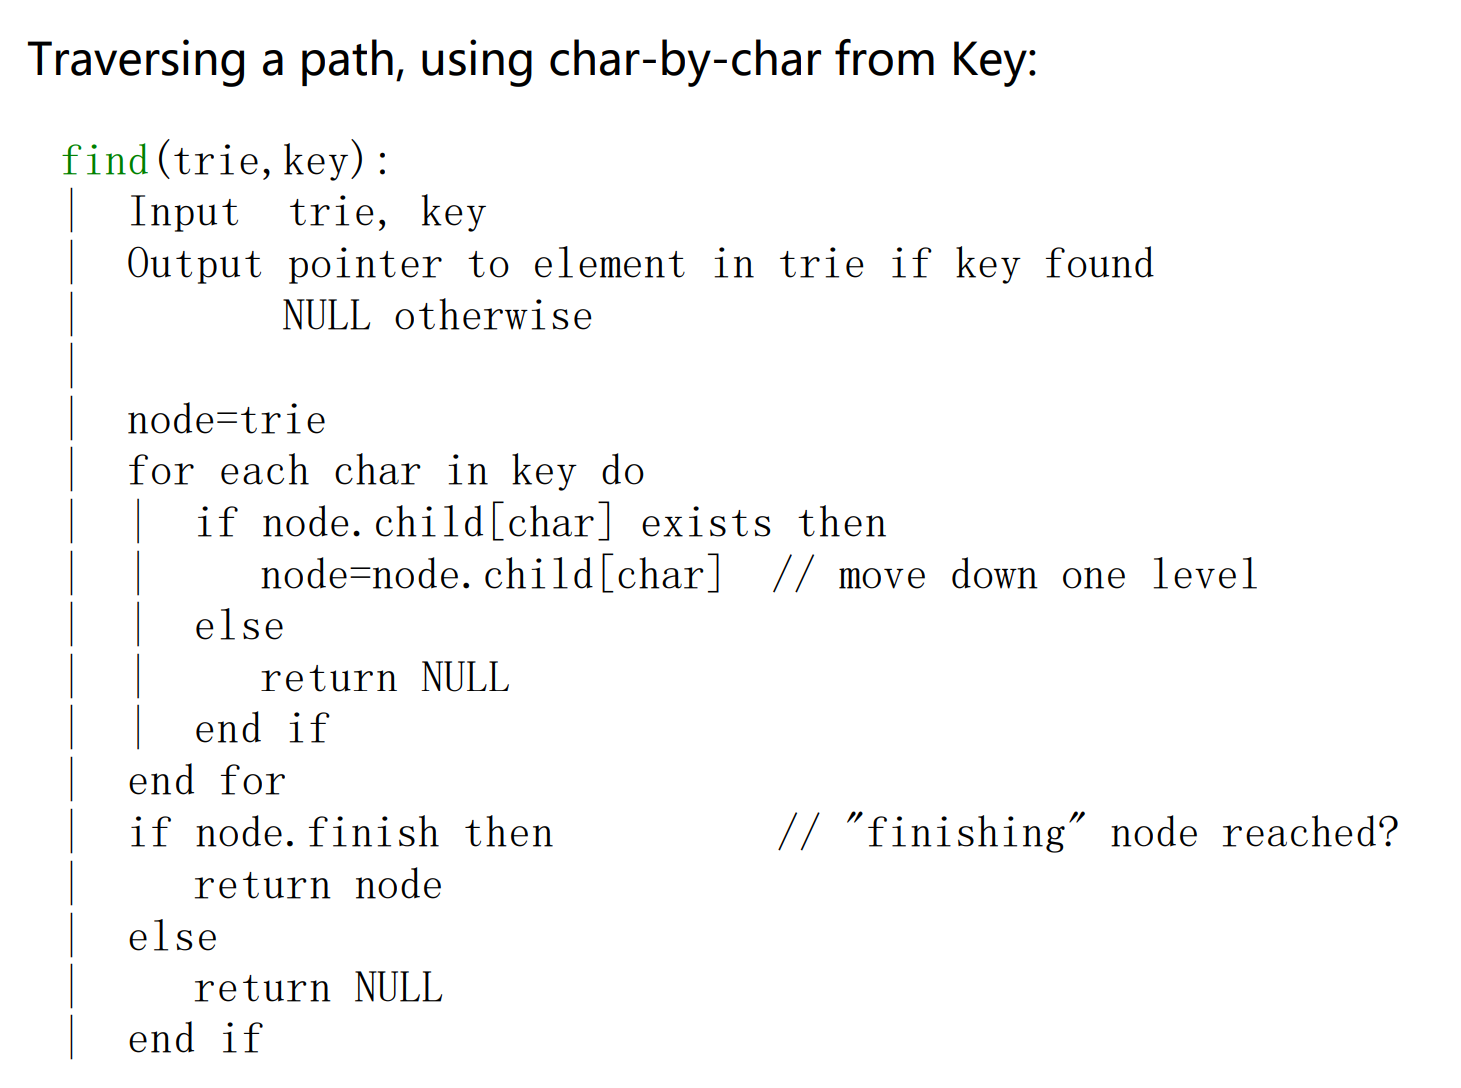 Traversing a path, using char-by-char from Key:
find(trie,key):
|  Input  trie, key
|  Output pointer to element in trie if key found
|         NULL otherwise
|
|  node=trie
|  for each char in key do
|  |  if node.child[char] exists then
|  |     node=node.child[char]  // move down one level
|  |  else
|  |     return NULL
|  |  end if
|  end for
|  if node.finish then          // "finishing" node reached?
|     return node
|  else
|     return NULL
|  end if